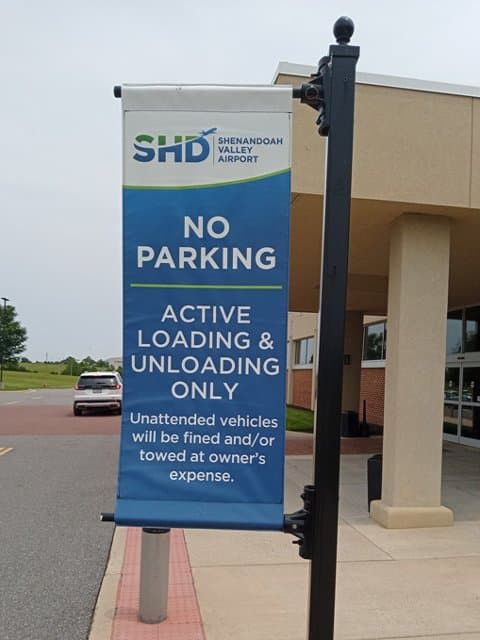 SHD
SHENANDOAH
VALLEY
AIRPORT
NO
PARKING
ACTIVE
LOADING &
UNLOADING
ONLY
Unattended vehicles
will be fined and/or
towed at owner's
expense.